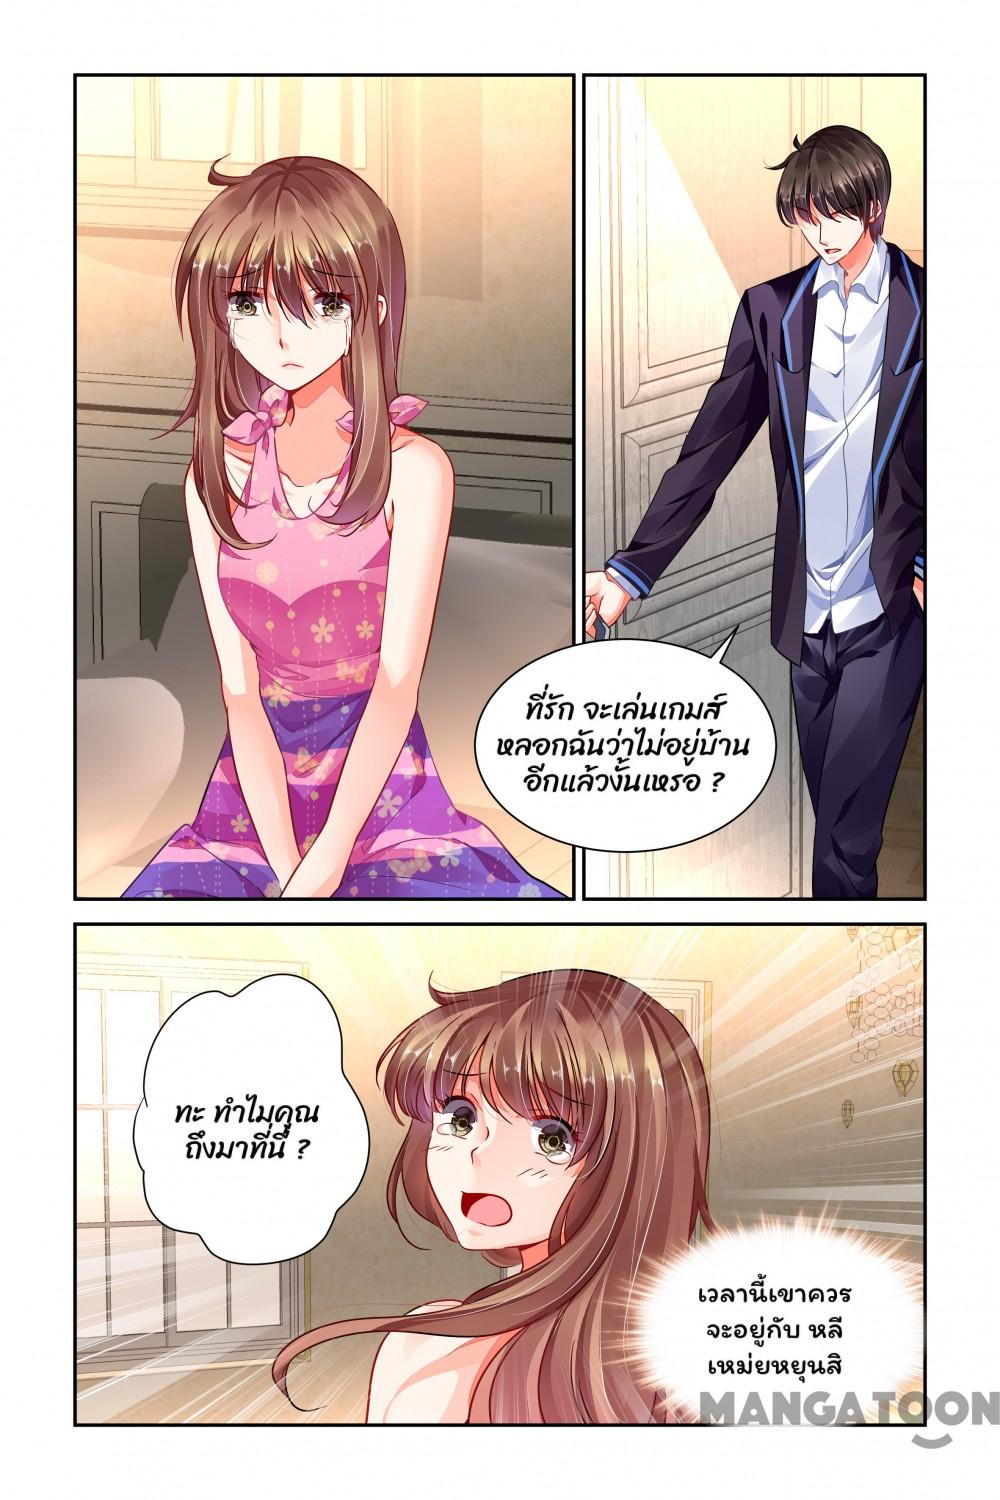 ที่รัก จะเล่นเกมส์
หลอกฉันว่าไม่อยู่บ้าน
อีกแล้วงั้นเหรอ ?
ทะ ทำไมคุณ
ถึงมาที่นี่ ?
เวลานี้เขาควร
จะอยู่กับ หลี
เหม่ยหยุนสิ
MANGATOON